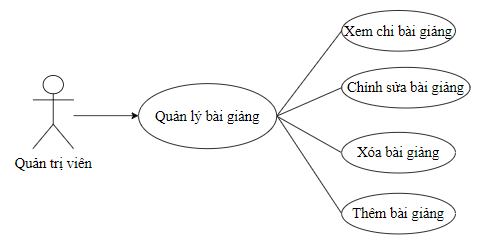 Xem chi bài giảng
Chỉnh sửa bài giảng
Quản lý bài giảng
Xóa bài giảng
Quản trị viên
Thêm bài giảng